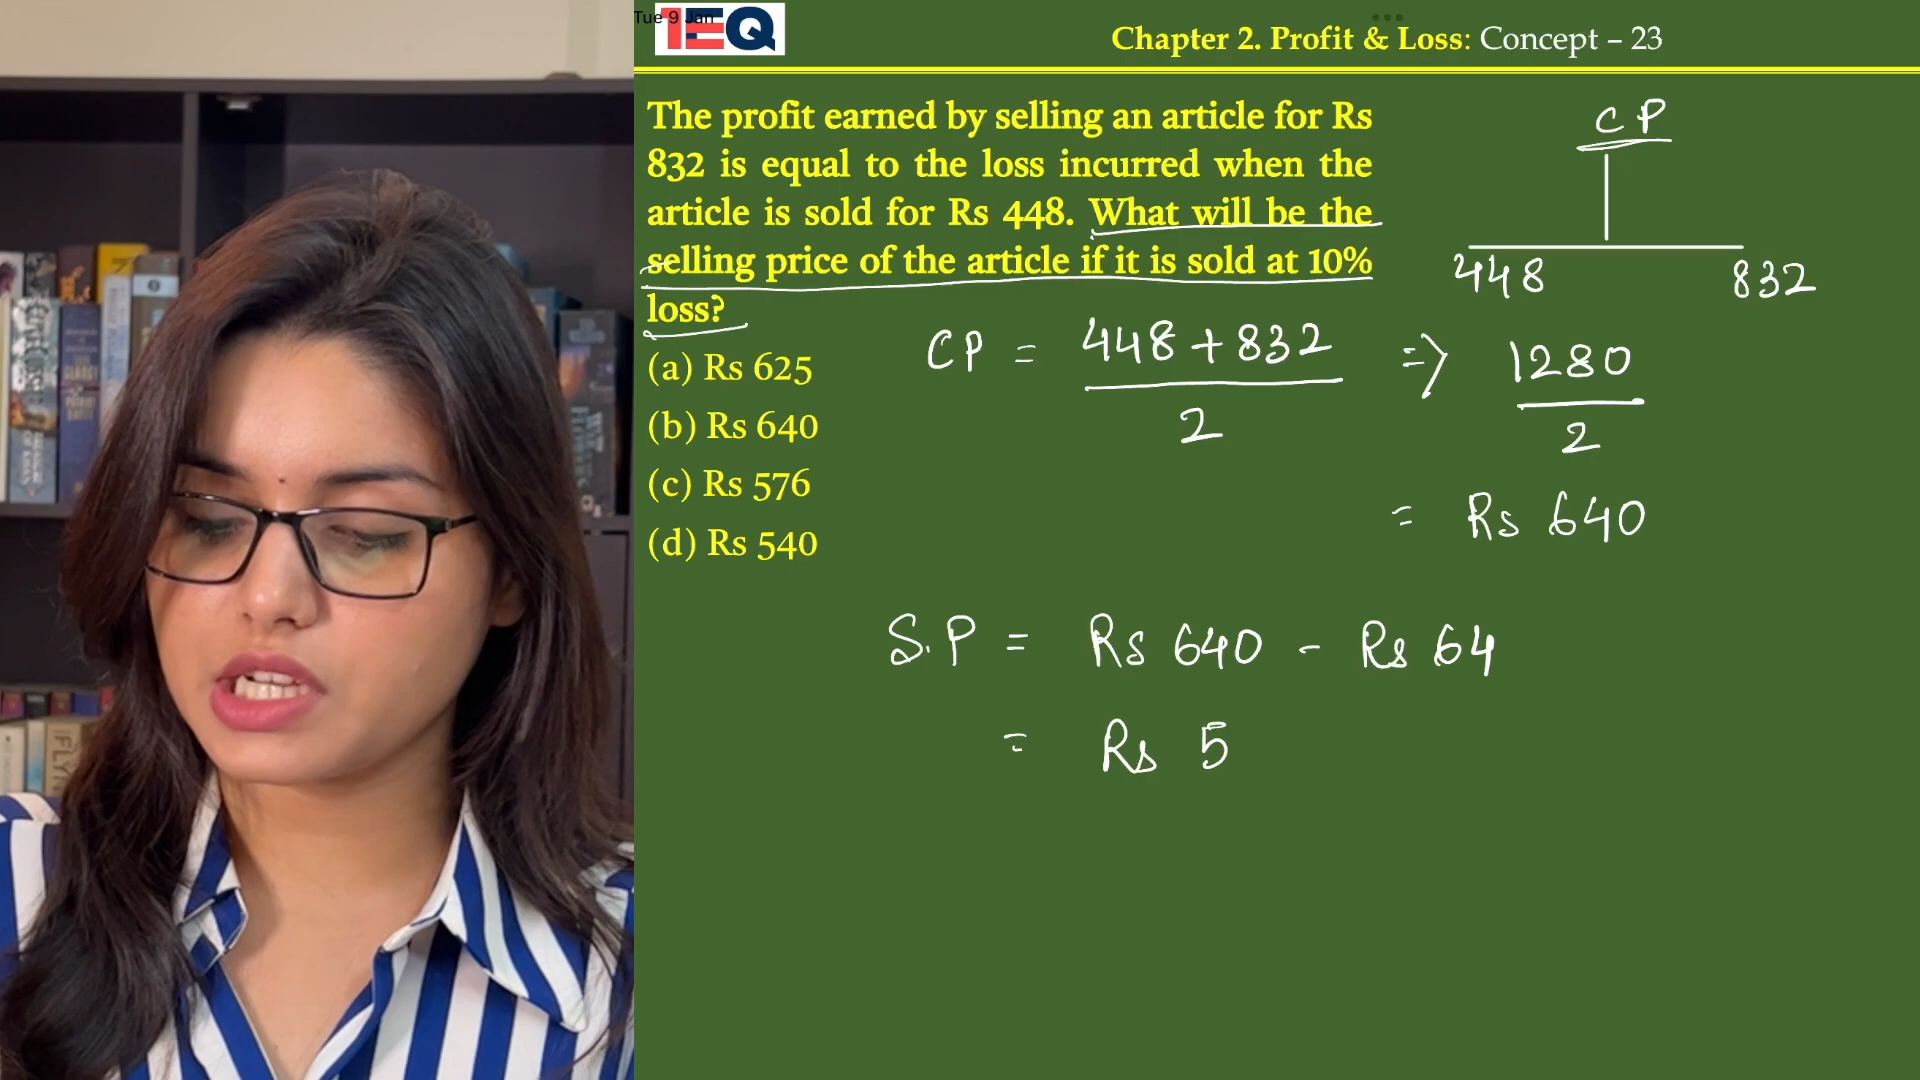 Tue 9 Jan
1EQ
Chapter 2. Profit & Loss: Concept – 23
The profit earned by selling an article for Rs
832 is equal to the loss incurred when the
article is sold for Rs 448. What will be the
selling price of the article if it is sold at 10%
loss?
(a) Rs 625
(b) Rs 640
(c) Rs 576
(d) Rs 540
CP
448 832
CP = 448 + 832 / 2 => 1280 / 2
= Rs 640
S.P = Rs 640 - Rs 64
= Rs 5